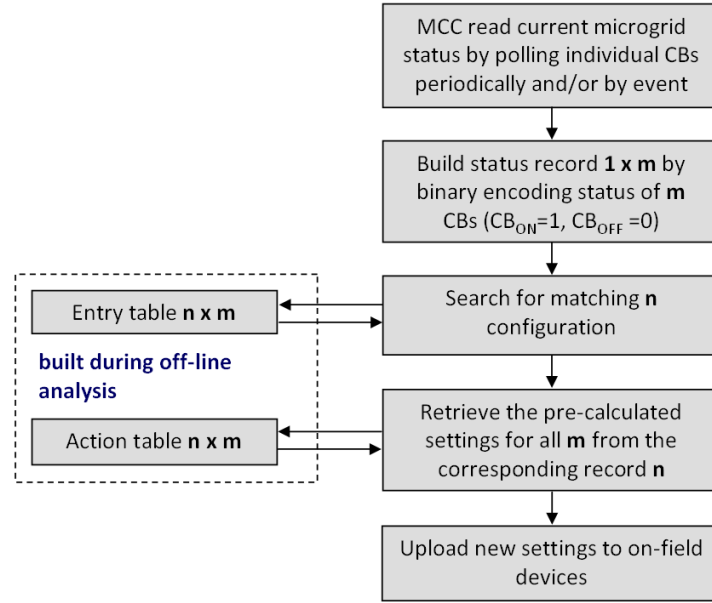 MCC read current microgrid
status by polling individual CBs
periodically and/or by event
Build status record 1 x m by
binary encoding status of m
CBs (CB_ON=1, CB_OFF =0)
Entry table n x m
Search for matching n
configuration
built during off-line
analysis
Action table n x m
Retrieve the pre-calculated
settings for all m from the
corresponding record n
Upload new settings to on-field
devices